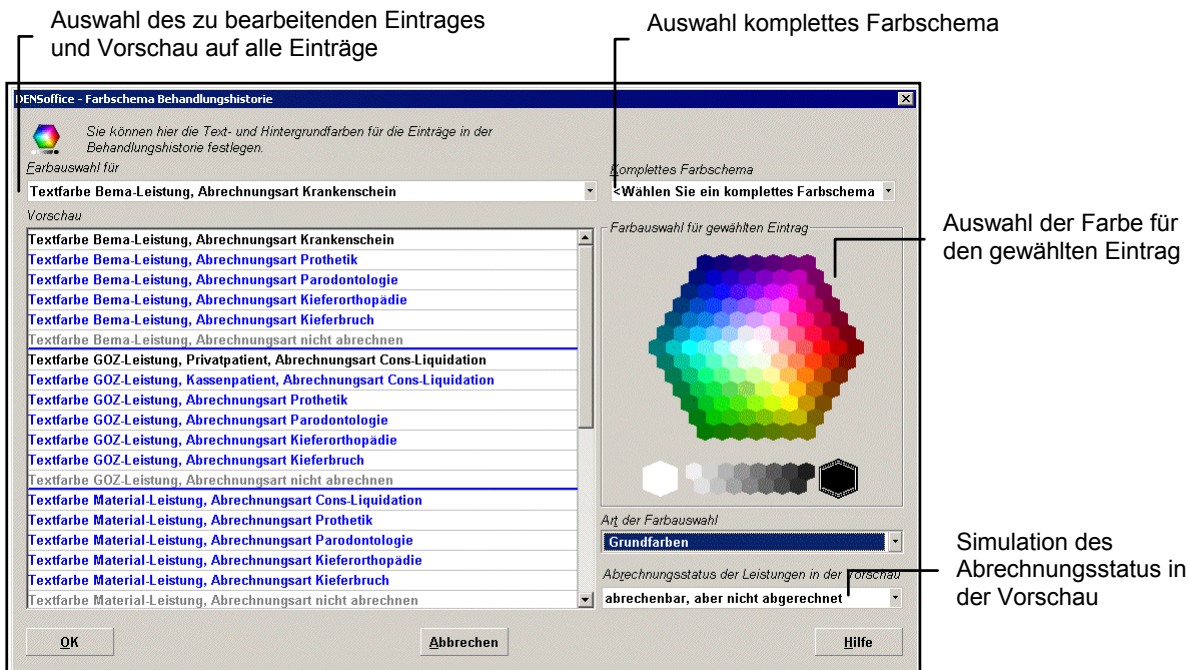 Auswahl des zu bearbeitenden Eintrages
und Vorschau auf alle Einträge
Auswahl komplettes Farbschema
DENSoffice - Farbschema Behandlungshistorie
Sie können hier die Text- und Hintergrundfarben für die Einträge in der
Behandlungshistorie festlegen.
Farbauswahl für
Textfarbe Bema-Leistung, Abrechnungsart Krankenschein
Komplettes Farbschema
<Wählen Sie ein komplettes Farbschema
Vorschau
Textfarbe Bema-Leistung, Abrechnungsart Krankenschein
Textfarbe Bema-Leistung, Abrechnungsart Prothetik
Textfarbe Bema-Leistung, Abrechnungsart Parodontologie
Textfarbe Bema-Leistung, Abrechnungsart Kieferorthopädie
Textfarbe Bema-Leistung, Abrechnungsart Kieferbruch
Textfarbe Bema-Leistung, Abrechnungsart nicht abrechnen
Textfarbe GOZ-Leistung, Privatpatient, Abrechnungsart Cons-Liquidation
Textfarbe GOZ-Leistung, Kassenpatient, Abrechnungsart Cons-Liquidation
Textfarbe GOZ-Leistung, Abrechnungsart Prothetik
Textfarbe GOZ-Leistung, Abrechnungsart Parodontologie
Textfarbe GOZ-Leistung, Abrechnungsart Kieferorthopädie
Textfarbe GOZ-Leistung, Abrechnungsart Kieferbruch
Textfarbe GOZ-Leistung, Abrechnungsart nicht abrechnen
Textfarbe Material-Leistung, Abrechnungsart Cons-Liquidation
Textfarbe Material-Leistung, Abrechnungsart Prothetik
Textfarbe Material-Leistung, Abrechnungsart Parodontologie
Textfarbe Material-Leistung, Abrechnungsart Kieferorthopädie
Textfarbe Material-Leistung, Abrechnungsart Kieferbruch
Textfarbe Material-Leistung, Abrechnungsart nicht abrechnen
Farbauswahl für gewählten Eintrag
Auswahl der Farbe für
den gewählten Eintrag
Art der Farbauswahl
Grundfarben
Abrechnungsstatus der Leistungen in der Vorschau
abrechenbar, aber nicht abgerechnet
Simulation des
Abrechnungsstatus in
der Vorschau
OK
Abbrechen
Hilfe